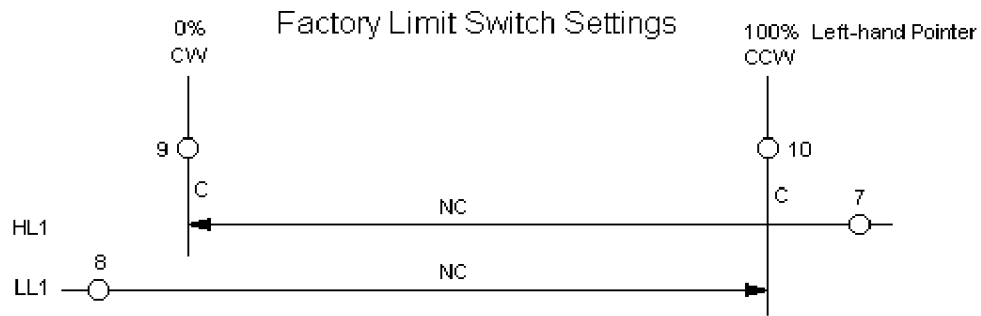 Factory Limit Switch Settings
0%
CW
100% Left-hand Pointer
CCW
9
10
C
C
7
NC
HL1
8
NC
LL1